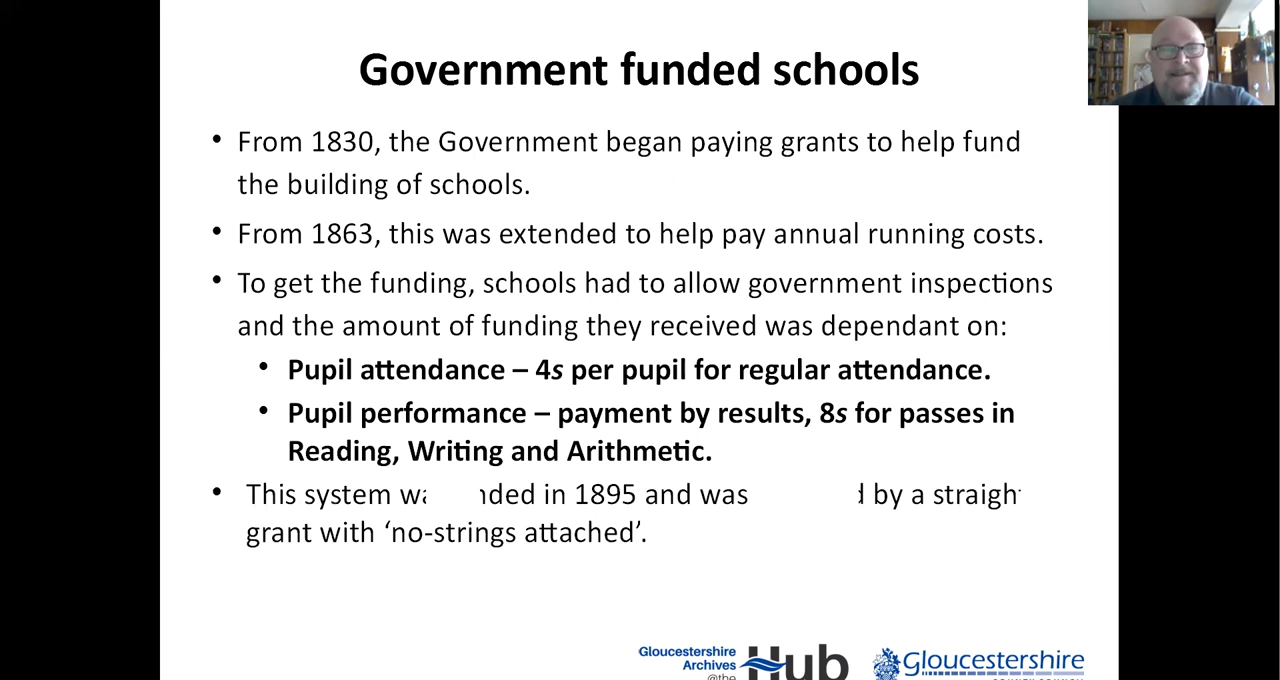 Government funded schools
• From 1830, the Government began paying grants to help fund
the building of schools.
• From 1863, this was extended to help pay annual running costs.
• To get the funding, schools had to allow government inspections
and the amount of funding they received was dependant on:
• Pupil attendance – 4s per pupil for regular attendance.
• Pupil performance – payment by results, 8s for passes in
Reading, Writing and Arithmetic.
• This system in 1895 and was by a
grant with ‘no-strings attached’.
Gloucestershire
Archives
@the
Hub
Gloucestershire